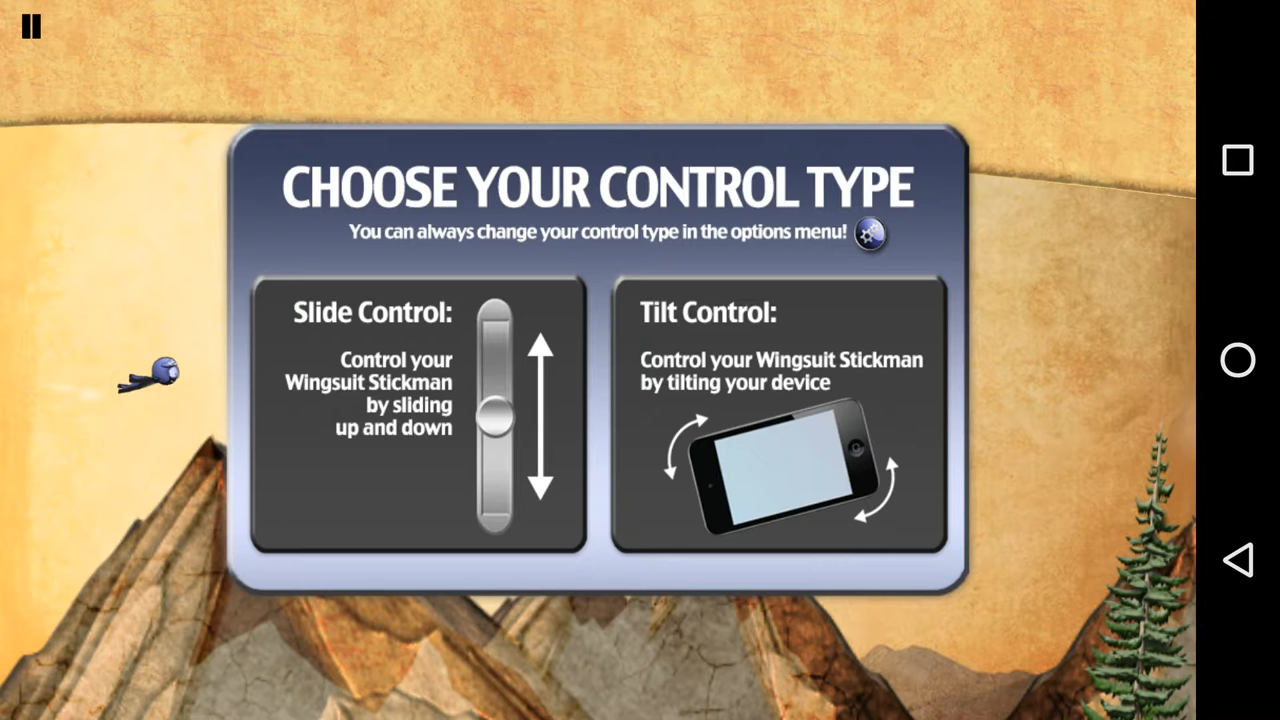 CHOOSE YOUR CONTROL TYPE
You can always change your control type in the options menu!
Slide Control:
Control your
Wingsuit Stickman
by sliding
up and down
Tilt Control:
Control your Wingsuit Stickman
by tilting your device